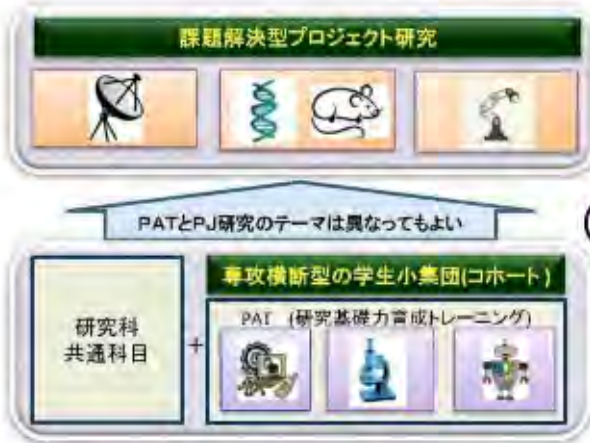 課題解決型プロジェクト研究
PATとPJ研究のテーマは異なってもよい
専攻横断型の学生小集団(コホート)
研究科
共通科目
+
PAT (研究基礎力育成トレーニング)